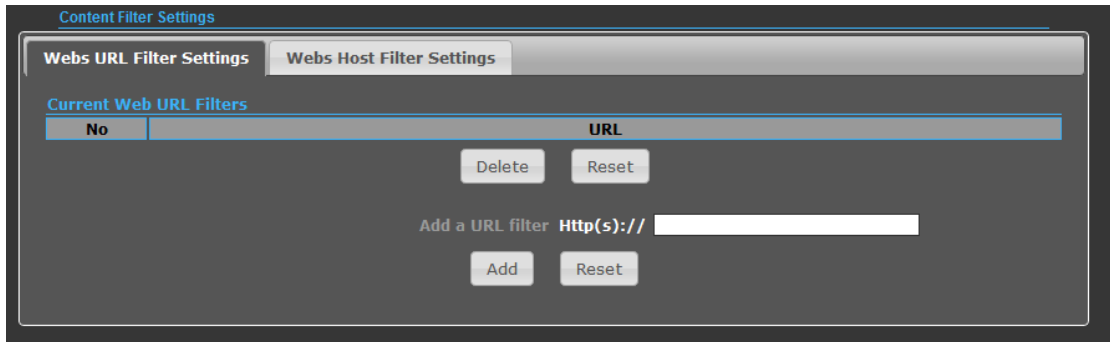 Content Filter Settings
Webs URL Filter Settings Webs Host Filter Settings
Current Web URL Filters
No URL
Delete Reset
Add a URL filter Http(s)://
Add Reset